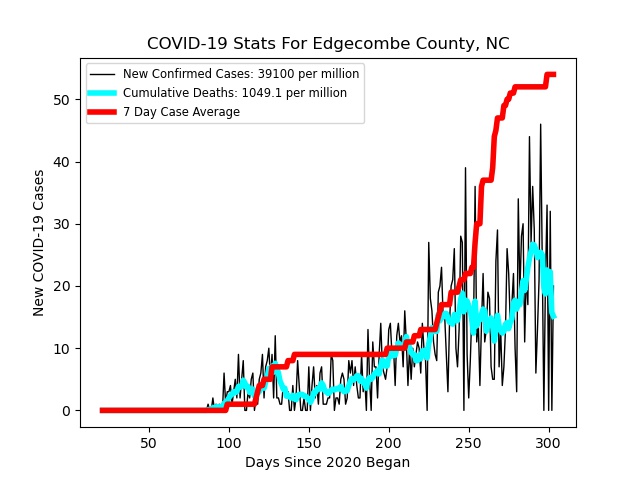 COVID-19 Stats For Edgecombe County, NC
New Confirmed Cases: 39100 per million
Cumulative Deaths: 1049.1 per million
7 Day Case Average
New COVID-19 Cases
50
40
30
20
10
0
50 100 150 200 250 300
Days Since 2020 Began